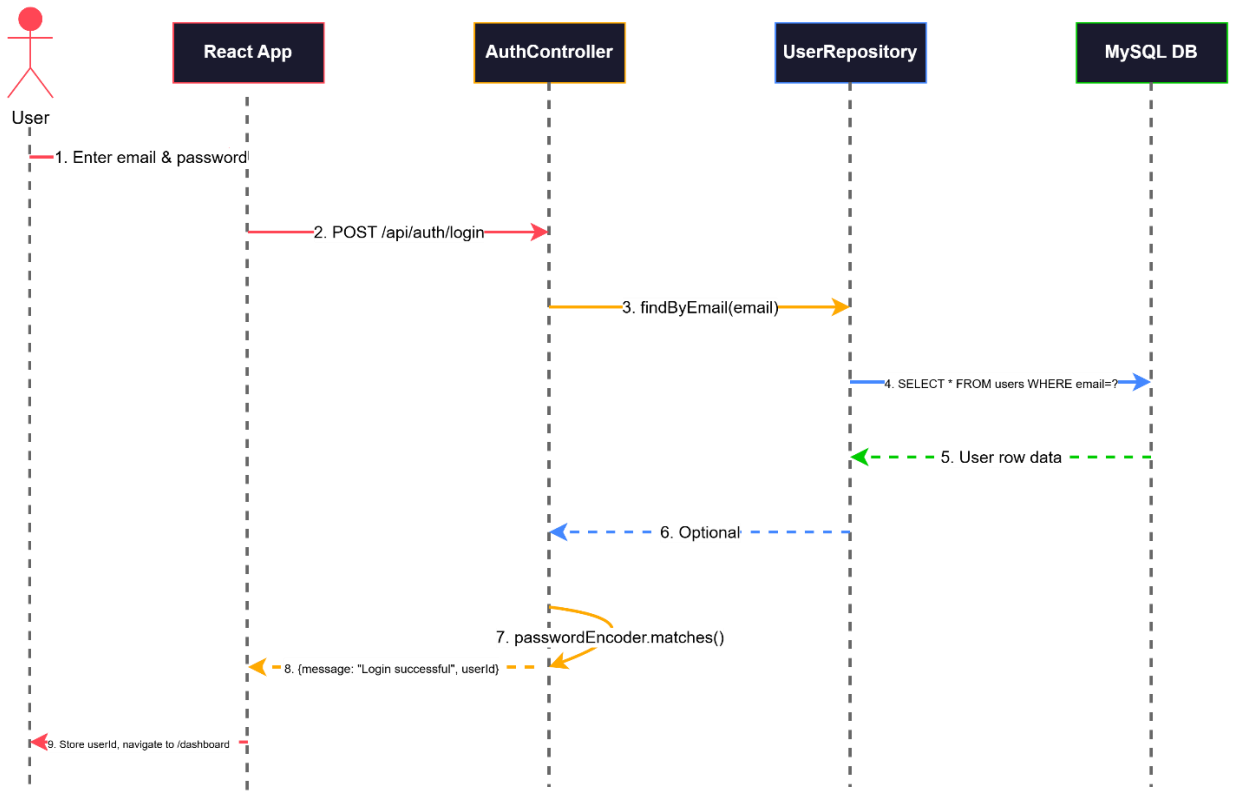 React App
AuthController
UserRepository
MySQL DB
User
1. Enter email & password
2. POST /api/auth/login
3. findByEmail(email)
4. SELECT * FROM users WHERE email=?
5. User row data
6. Optional
7. passwordEncoder.matches()
8. {message: "Login successful", userId}
9. Store userId, navigate to /dashboard